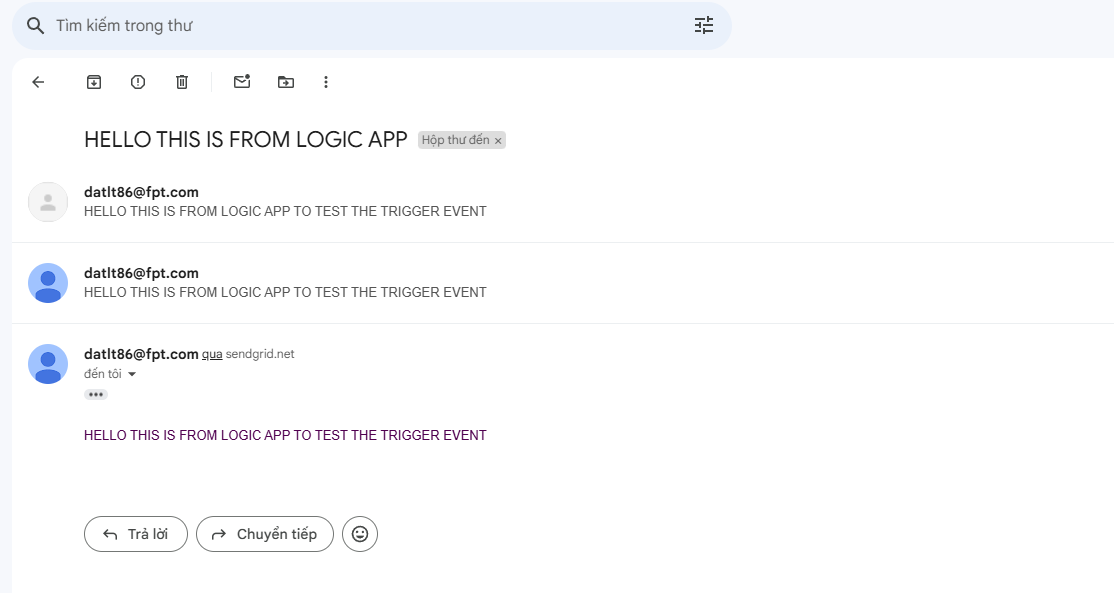 Tìm kiếm trong thư
HELLO THIS IS FROM LOGIC APP Hộp thư đến ×
datlt86@fpt.com
HELLO THIS IS FROM LOGIC APP TO TEST THE TRIGGER EVENT
datlt86@fpt.com
HELLO THIS IS FROM LOGIC APP TO TEST THE TRIGGER EVENT
datlt86@fpt.com qua sendgrid.net
đến tôi
HELLO THIS IS FROM LOGIC APP TO TEST THE TRIGGER EVENT
Trả lời Chuyển tiếp